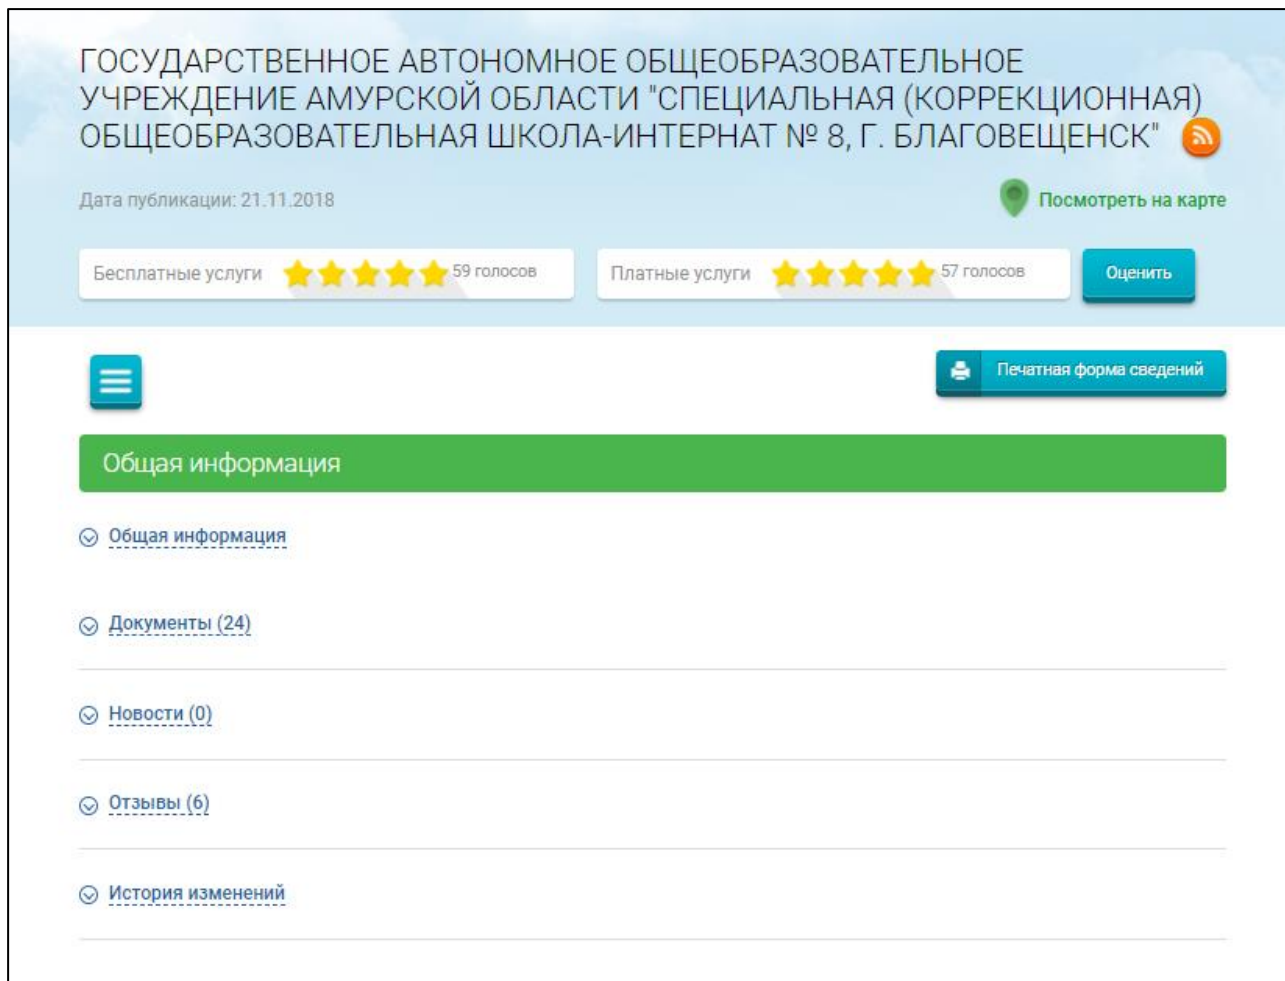 ГОСУДАРСТВЕННОЕ АВТОНОМНОЕ ОБЩЕОБРАЗОВАТЕЛЬНОЕ
УЧРЕЖДЕНИЕ АМУРСКОЙ ОБЛАСТИ "СПЕЦИАЛЬНАЯ (КОРРЕКЦИОННАЯ)
ОБЩЕОБРАЗОВАТЕЛЬНАЯ ШКОЛА-ИНТЕРНАТ № 8, Г. БЛАГОВЕЩЕНСК"
Дата публикации: 21.11.2018
Посмотреть на карте
Бесплатные услуги 59 голосов
Платные услуги 57 голосов
Оценить
Печатная форма сведений
Общая информация
Общая информация
Документы (24)
Новости (0)
Отзывы (6)
История изменений